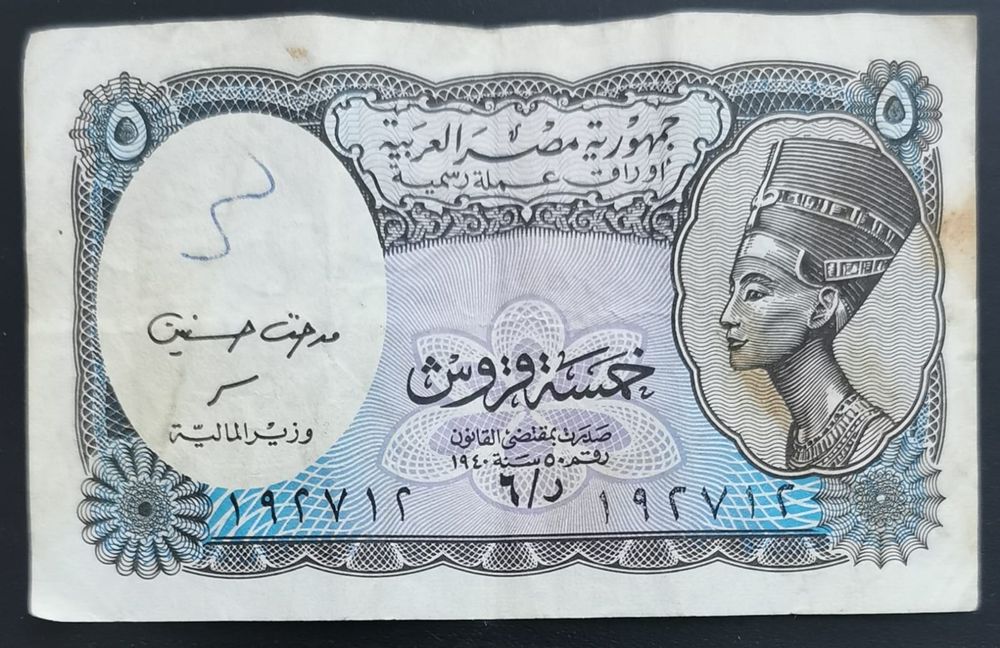 ٥
٥
جمهورية مصر العربية
أوراق عملة رسمية
مدحت حسنين
وزير المالية
خمسة قروش
صدرت بمقتضى القانون
رقم ٥٠ سنة ١٩٤٠
ر/٦
١٩٢٧١٢
١٩٢٧١٢